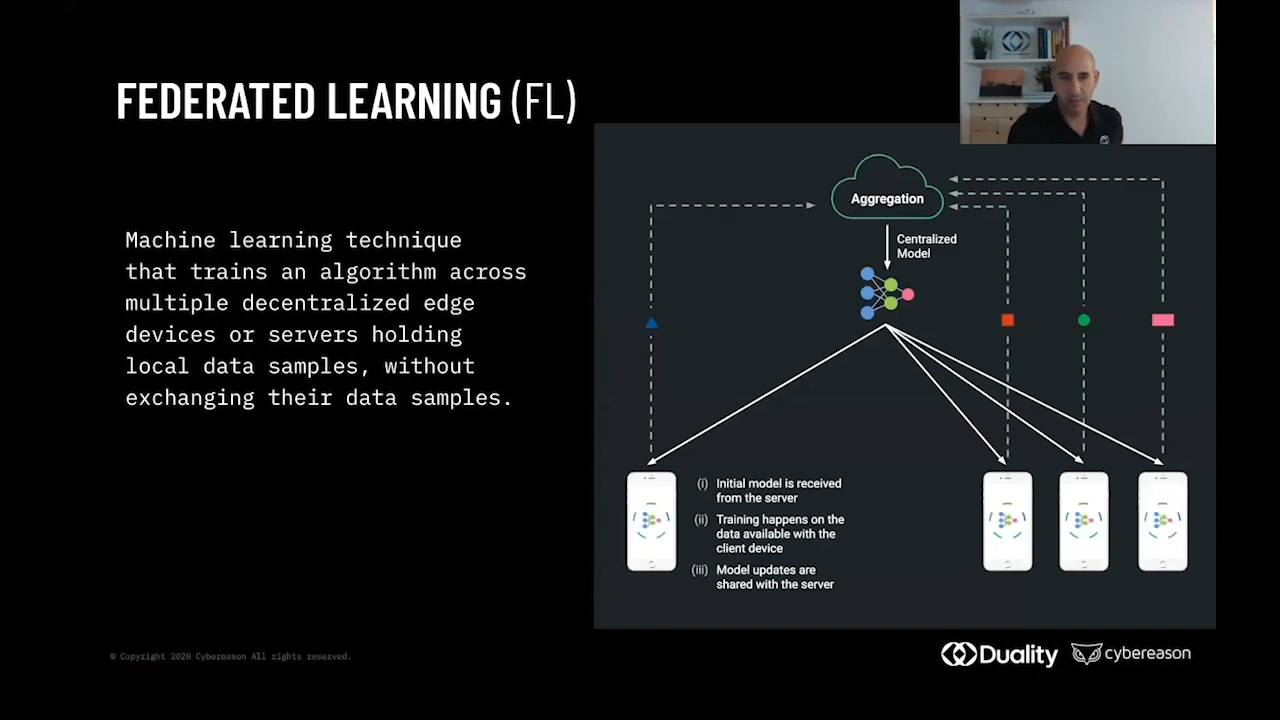 FEDERATED LEARNING (FL)
Machine learning technique
that trains an algorithm across
multiple decentralized edge
devices or servers holding
local data samples, without
exchanging their data samples.
Aggregation
Centralized
Model
(i) Initial model is received
from the server
(ii) Training happens on the
data available with the
client device
(iii) Model updates are
shared with the server
© Copyright 2020 Cybereason All rights reserved.
Duality
cybereason